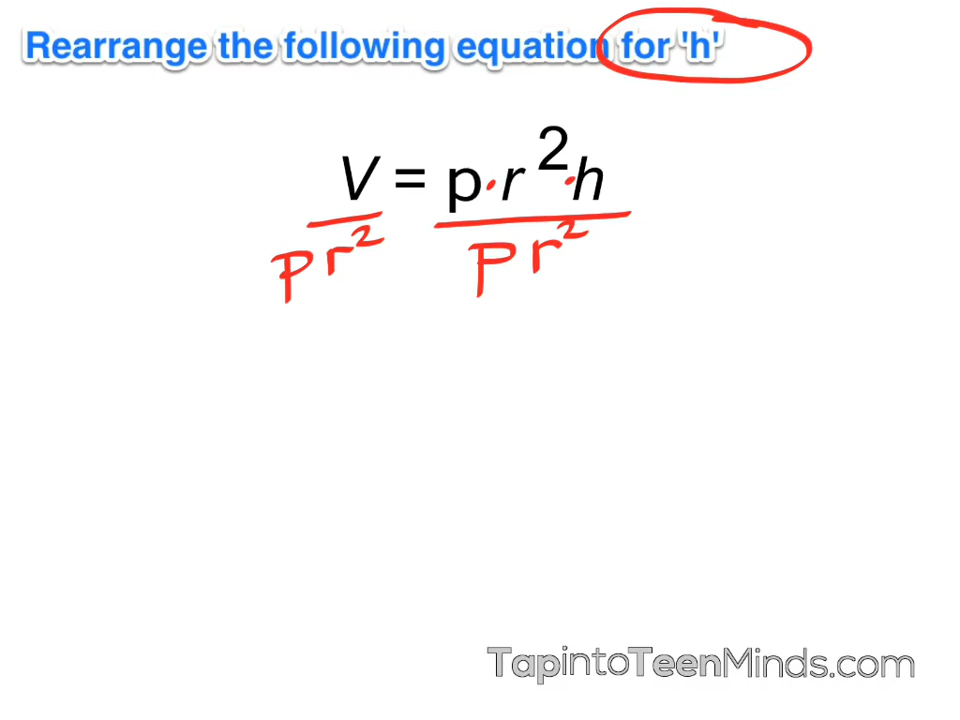 Rearrange the following equation for 'h'
V = p·r²·h
pr² pr²
TapintoTeenMinds.com